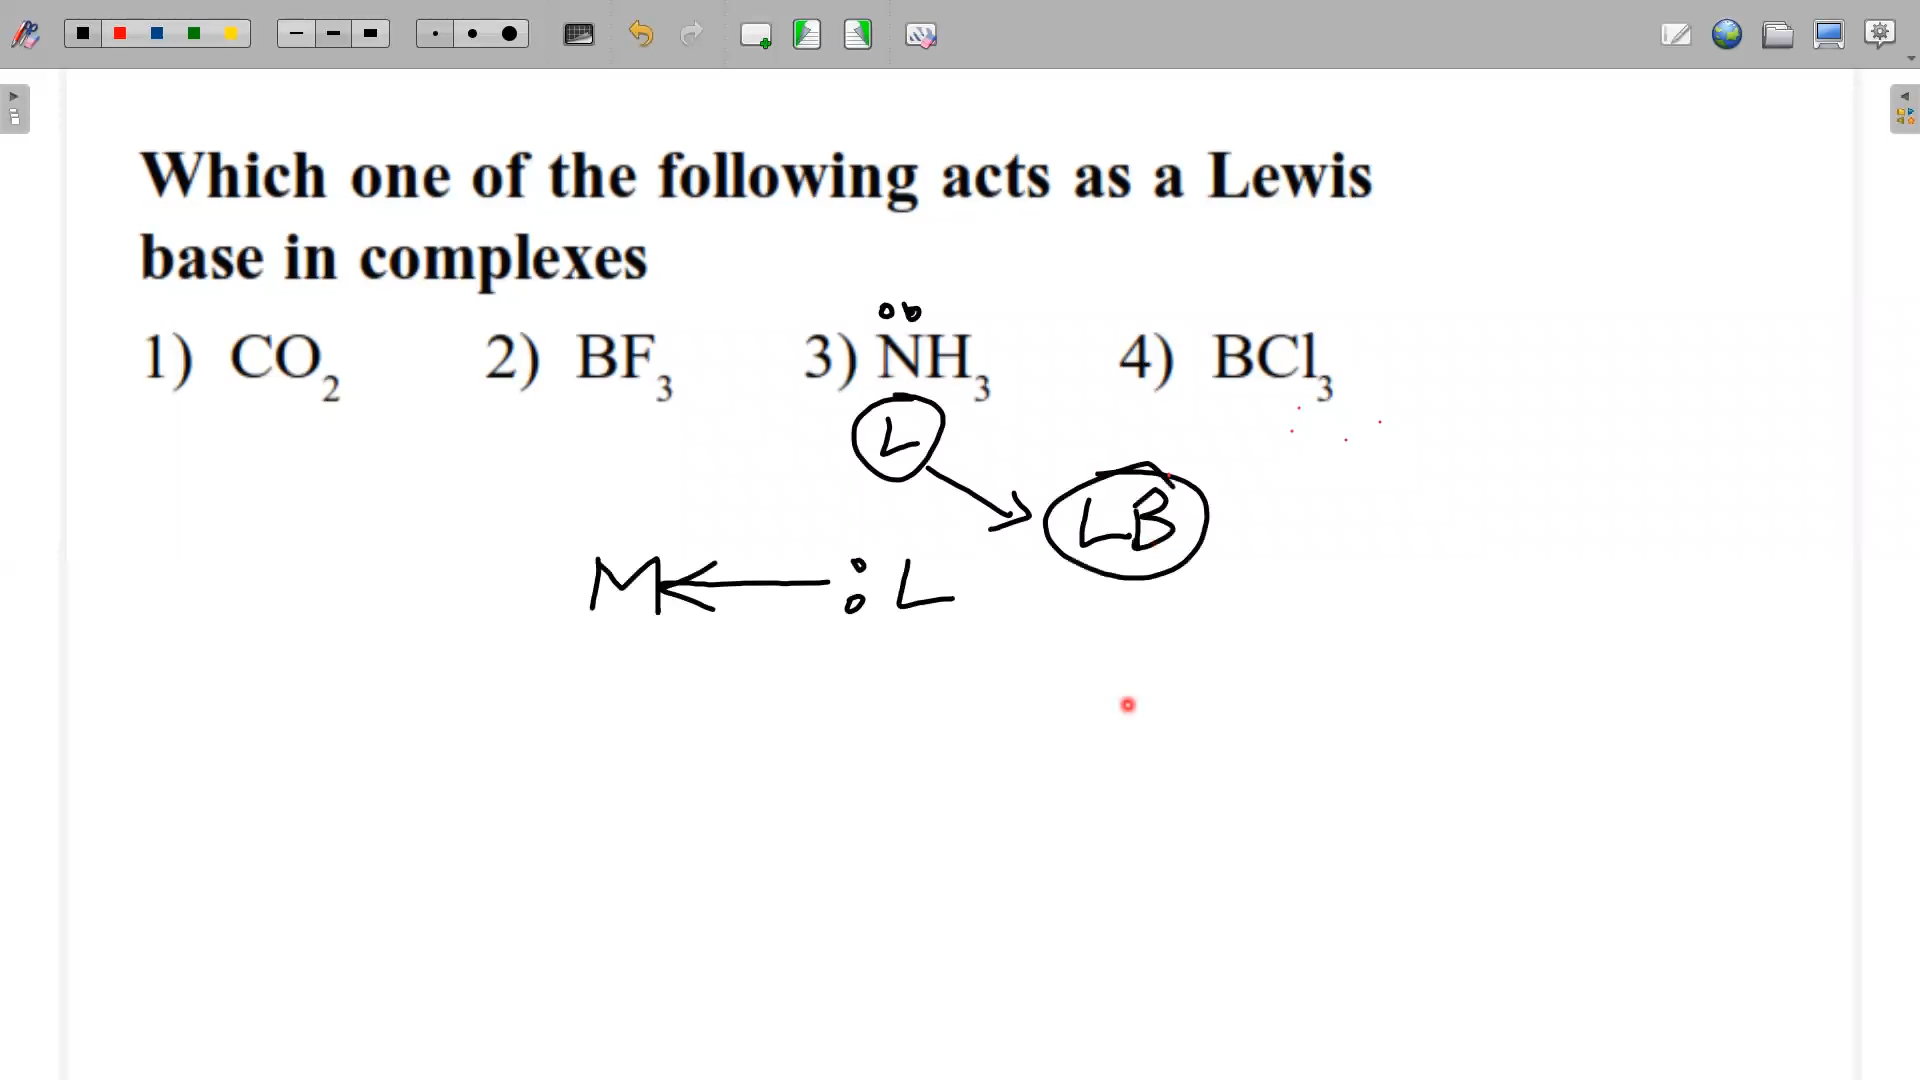 Which one of the following acts as a Lewis
base in complexes
1) CO₂ 2) BF₃ 3) NH₃ 4) BCl₃
L
LB
M ← : L